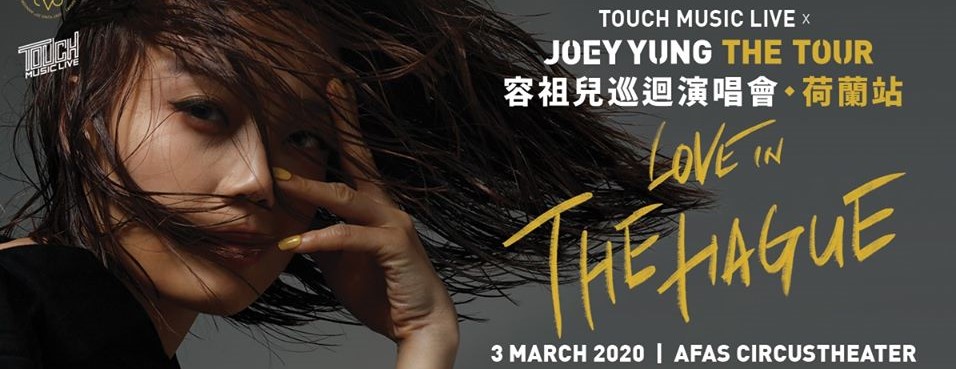 TOUCH
MUSIC LIVE
TOUCH MUSIC LIVE x
JOEY YUNG THE TOUR
容祖兒巡迴演唱會・荷蘭站
LOVE IN
THE HAGUE
3 MARCH 2020 | AFAS CIRCUSTHEATER